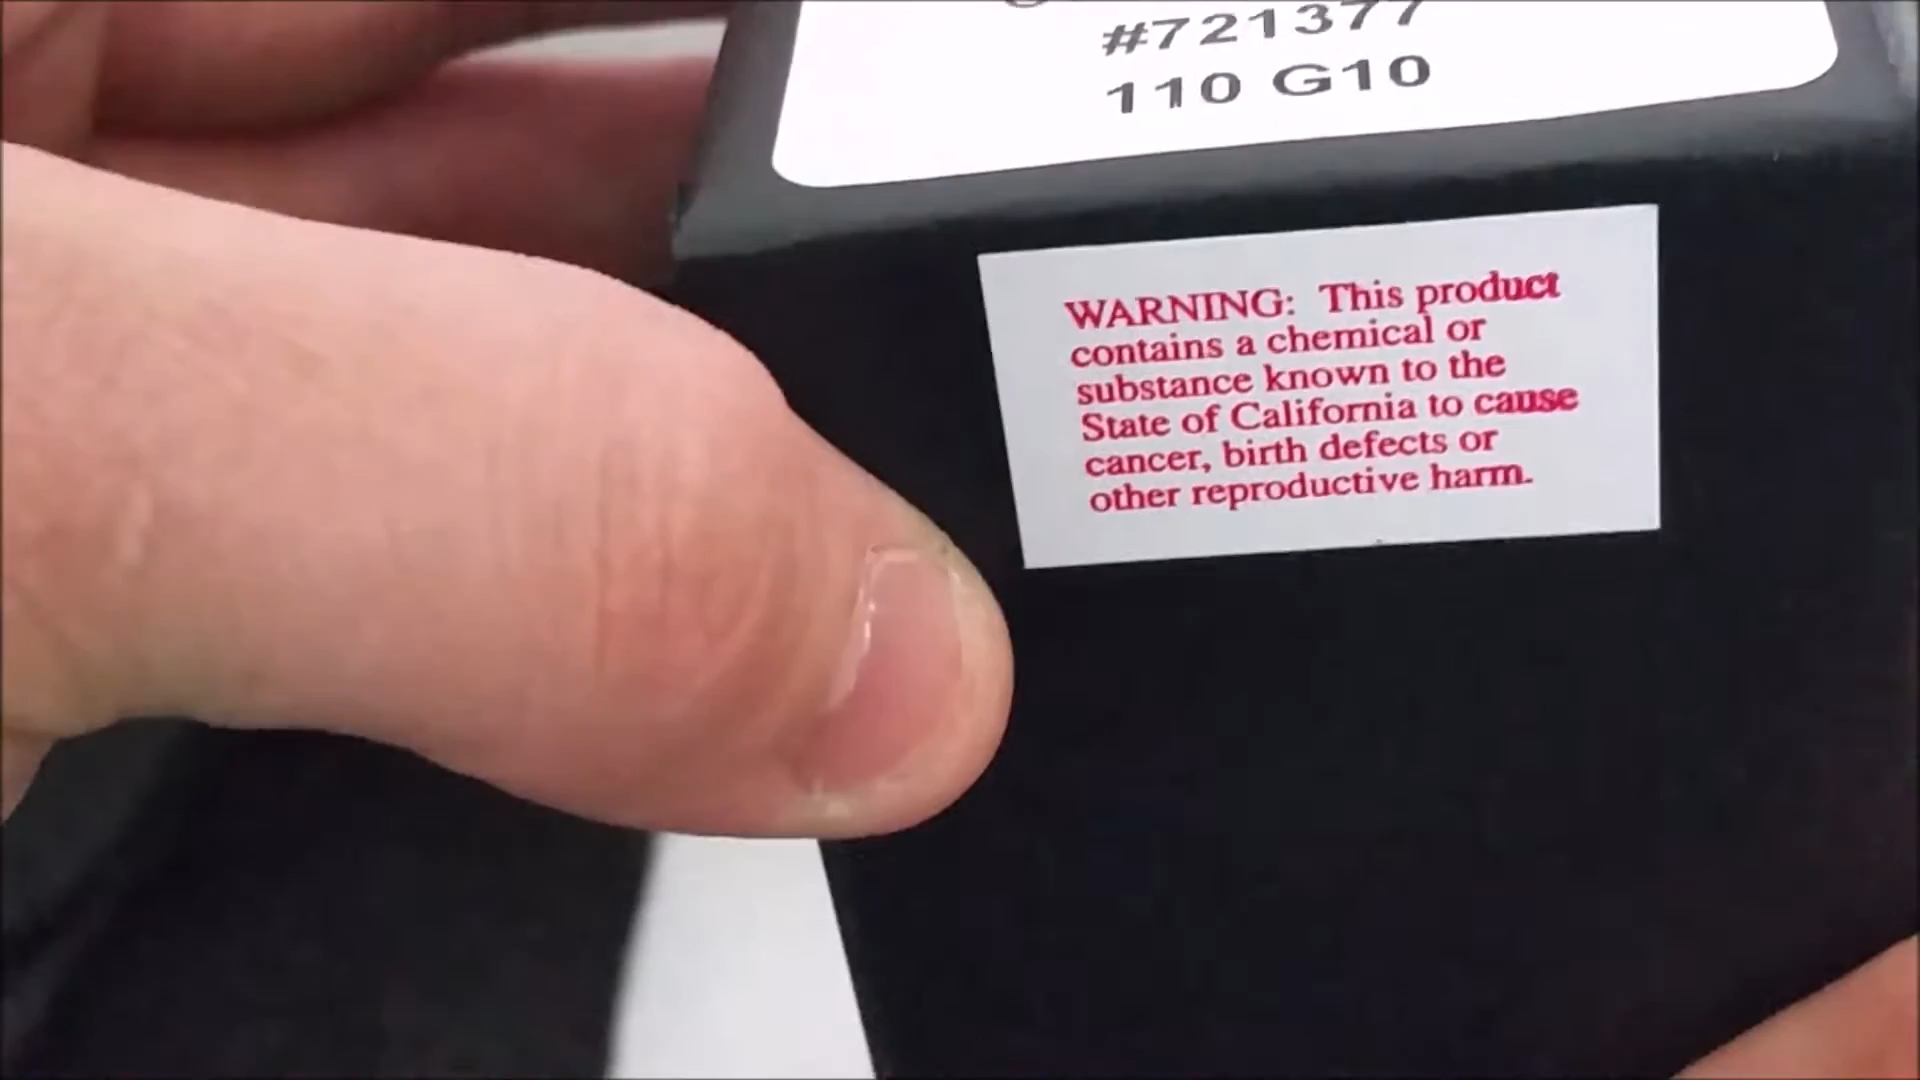 #721377
110 G10
WARNING: This product
contains a chemical or
substance known to the
State of California to cause
cancer, birth defects or
other reproductive harm.